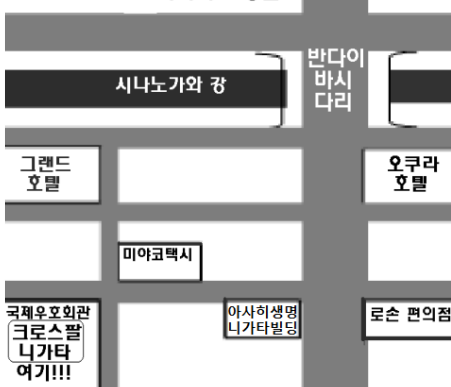 반다이
바시
다리
시나노가와 강
그랜드
호텔
오쿠라
호텔
미야코택시
국제우호회관
크로스팔
니가타
여기!!!
아사히생명
니가타빌딩
로손 편의점